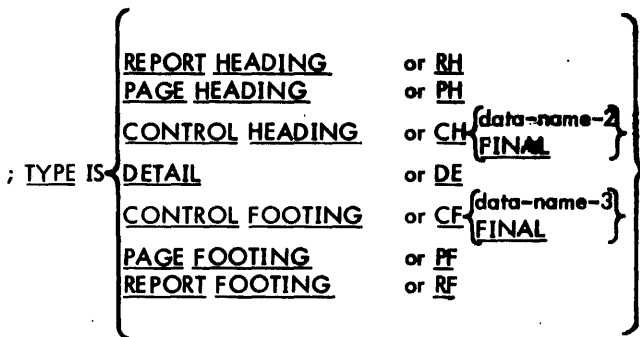 REPORT HEADING or RH
PAGE HEADING or PH
CONTROL HEADING or CH {data-name-2
FINAL}
; TYPE IS {DETAIL or DE
CONTROL FOOTING or CF {data-name-3
FINAL}
PAGE FOOTING or PF
REPORT FOOTING or RF